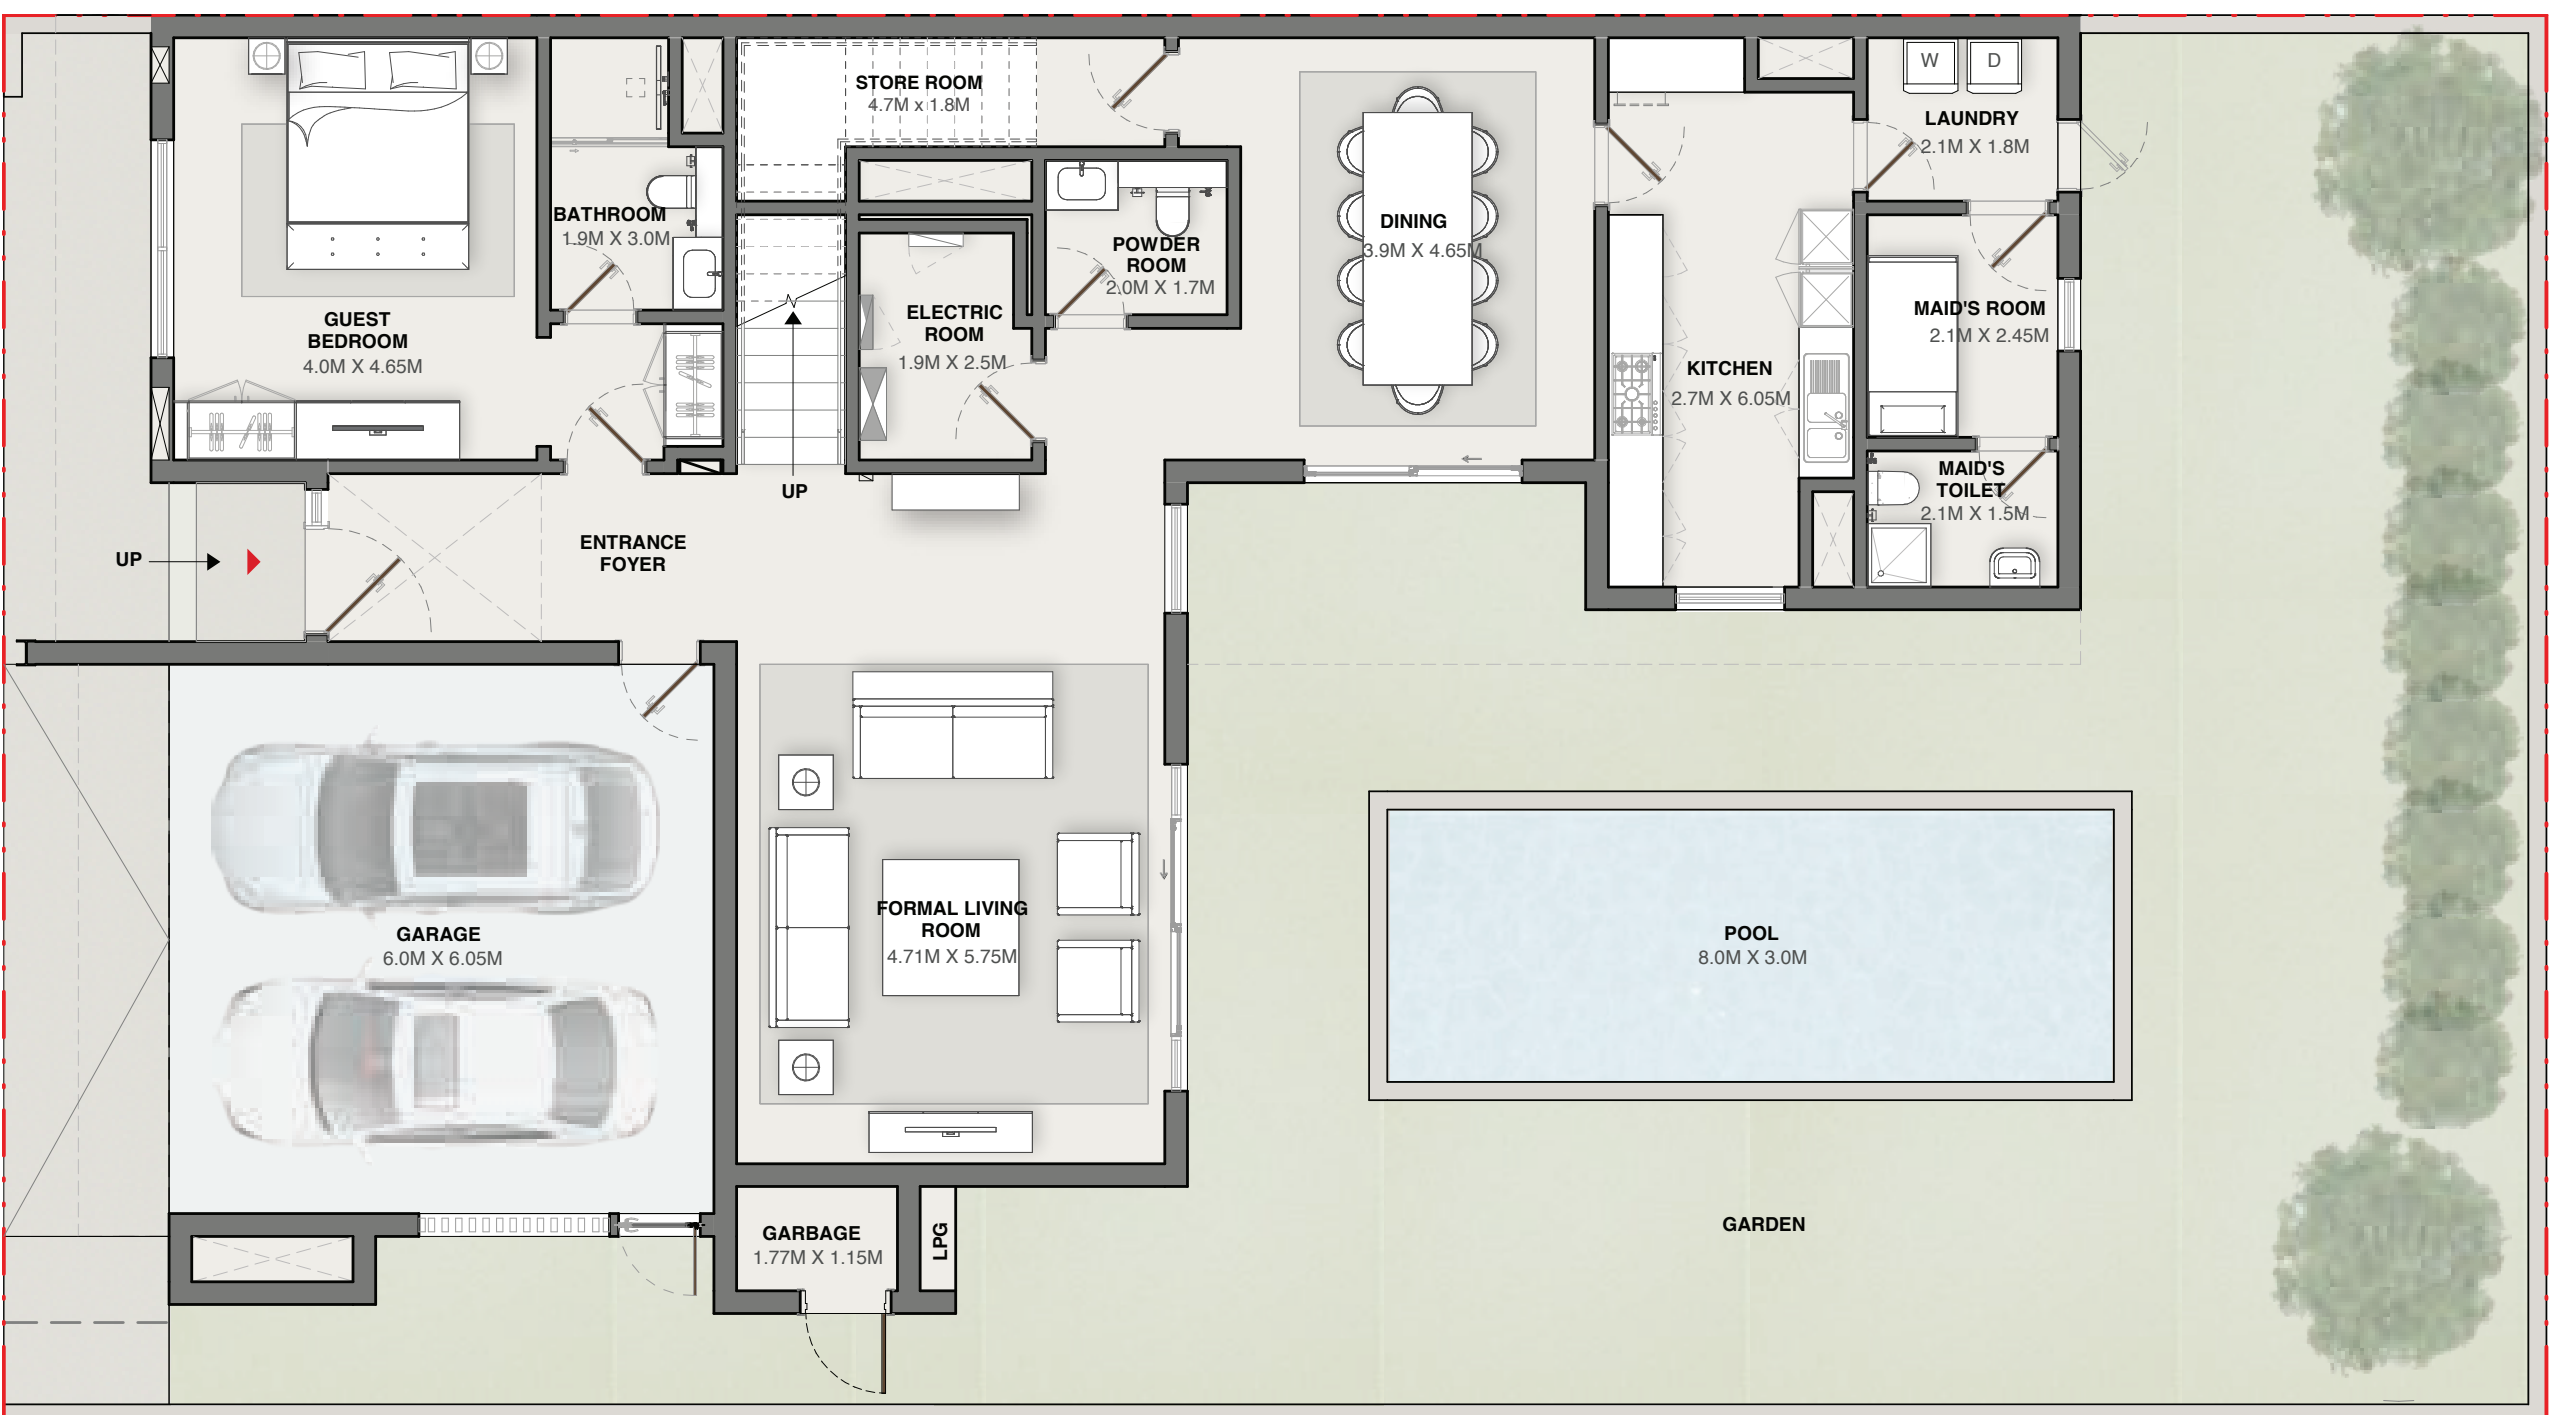 STORE ROOM
4.7M x 1.8M
W
D
LAUNDRY
2.1M X 1.8M
BATHROOM
1.9M X 3.0M
DINING
3.9M X 4.65M
POWDER
ROOM
2.0M X 1.7M
GUEST
BEDROOM
4.0M X 4.65M
ELECTRIC
ROOM
1.9M X 2.5M
MAID'S ROOM
2.1M X 2.45M
KITCHEN
2.7M X 6.05M
UP
MAID'S
TOILET
2.1M X 1.5M
UP
ENTRANCE
FOYER
GARAGE
6.0M X 6.05M
FORMAL LIVING
ROOM
4.71M X 5.75M
POOL
8.0M X 3.0M
GARBAGE
1.77M X 1.15M
LPG
GARDEN